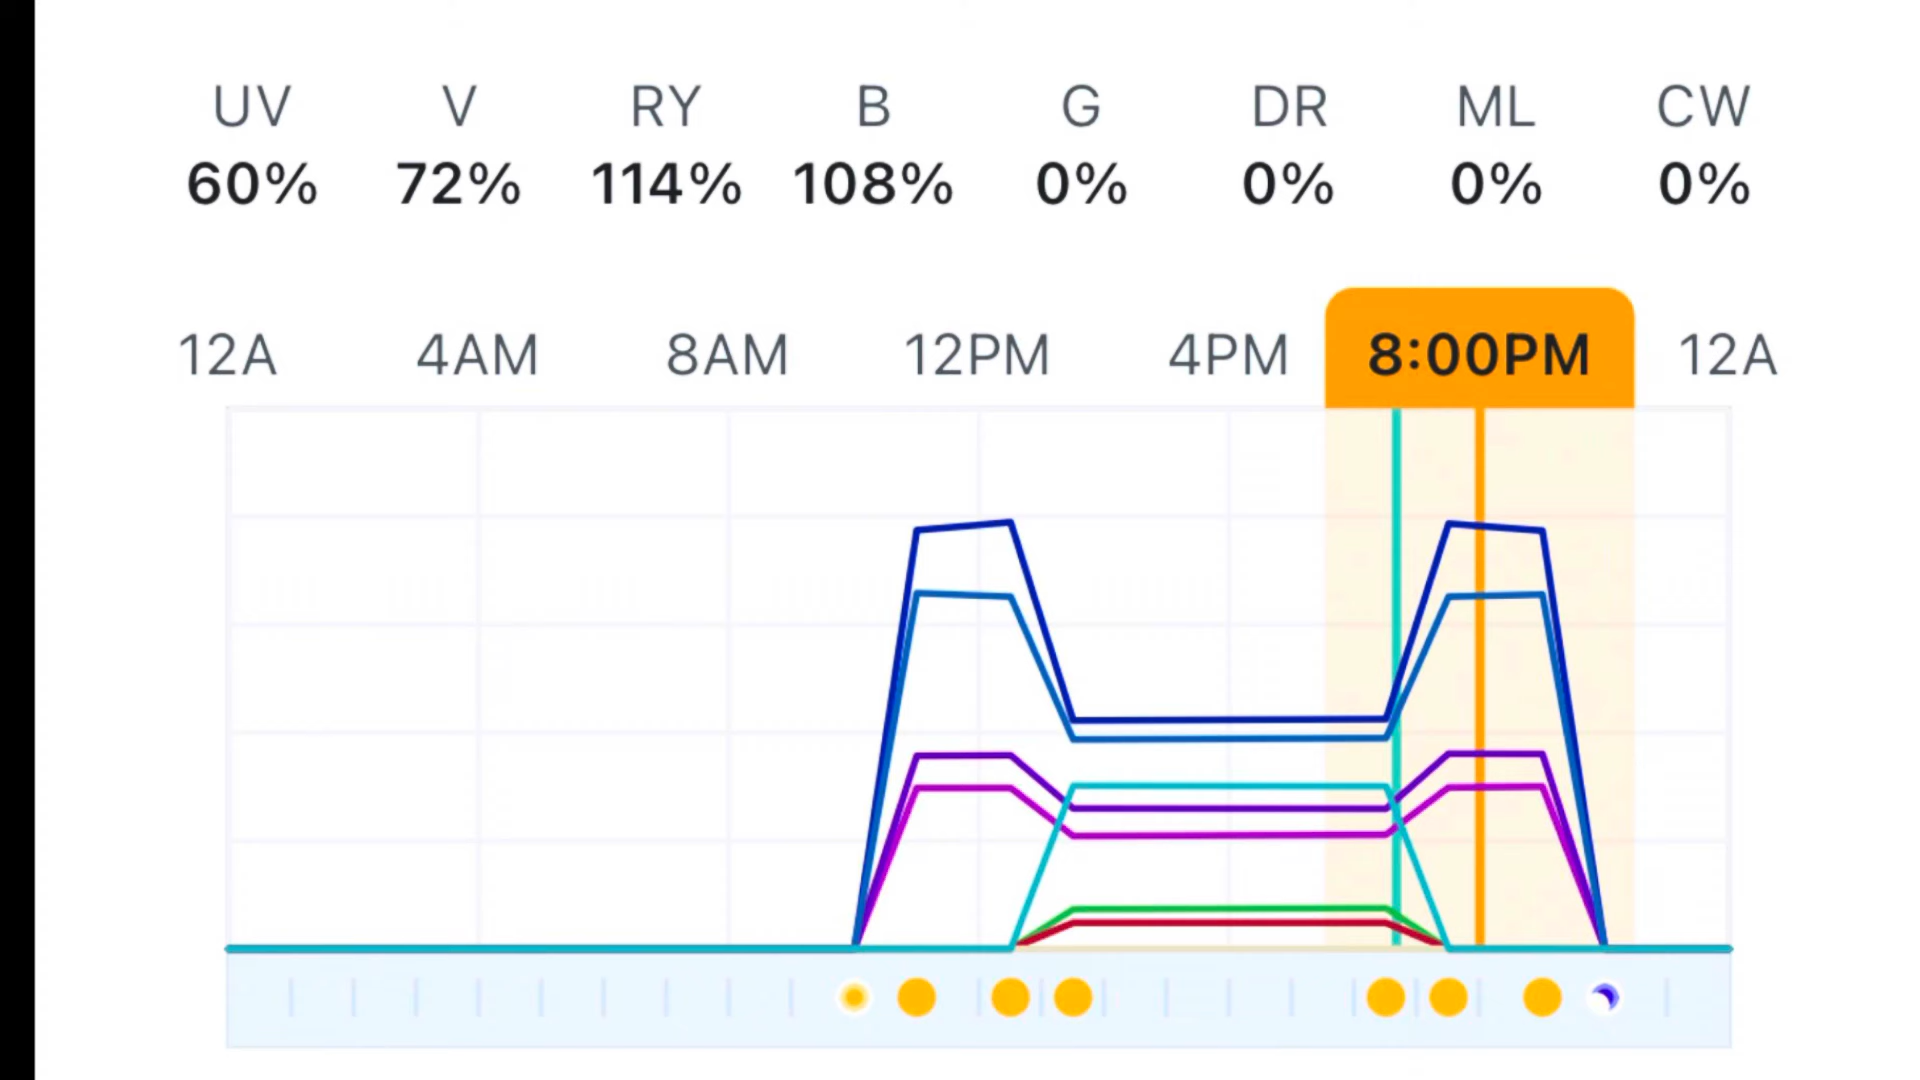 UV V RY B G DR ML CW
60% 72% 114% 108% 0% 0% 0% 0%
12A 4AM 8AM 12PM 4PM 8:00PM 12A